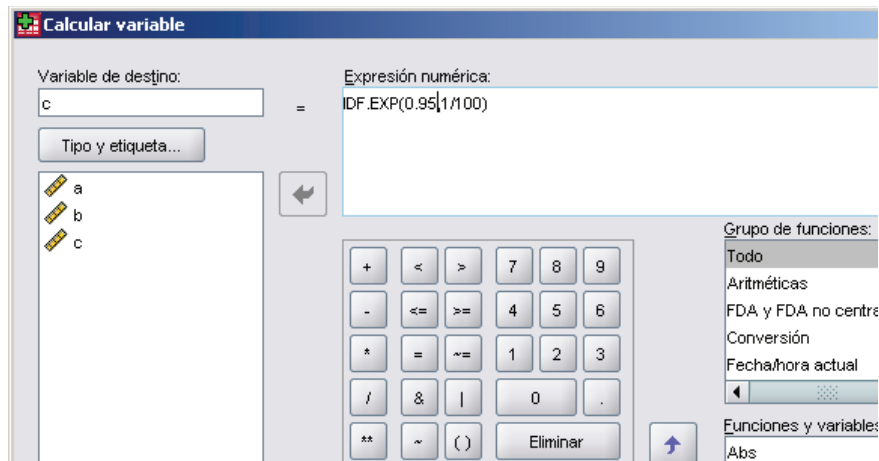 Calcular variable
Variable de destino:
Expresión numérica:
c
=
IDF.EXP(0.95,1/100)
Tipo y etiqueta...
a
b
c
Grupo de funciones:
Todo
Aritméticas
FDA y FDA no centra
Conversión
Fecha/hora actual
+ < > 7 8 9
- <= >= 4 5 6
* = ~= 1 2 3
/ & | 0 .
** ~ ( ) Eliminar
Funciones y variables
Abs